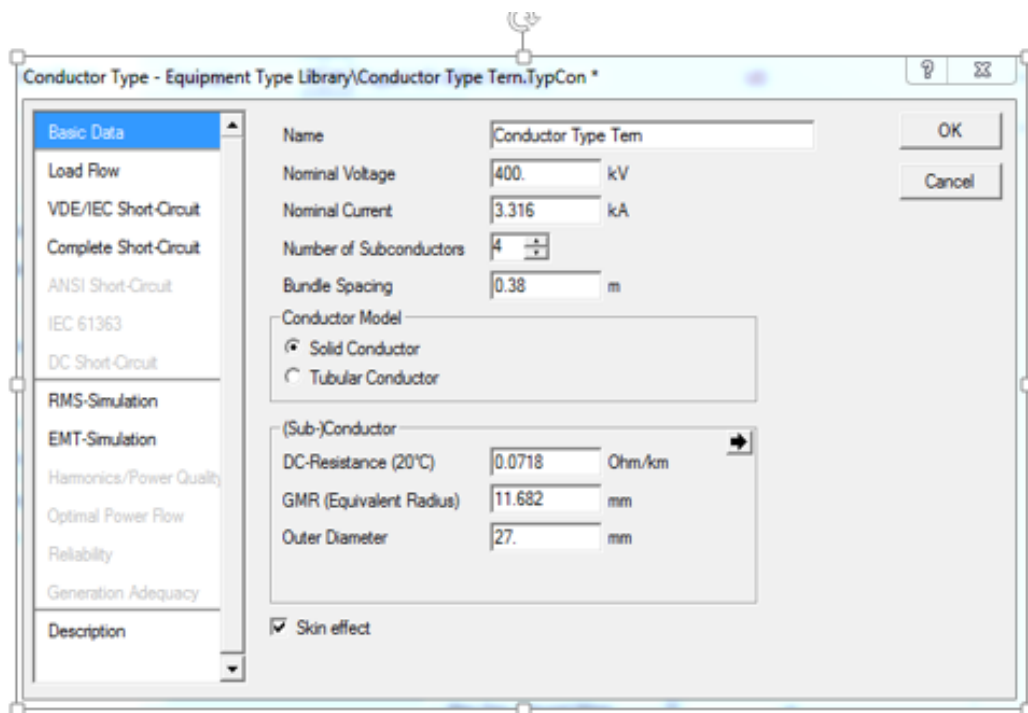 Conductor Type - Equipment Type Library\Conductor Type Tern.TypCon *
Basic Data
Load Flow
VDE/IEC Short-Circuit
Complete Short-Circuit
ANSI Short-Circuit
IEC 61363
DC Short-Circuit
RMS-Simulation
EMT-Simulation
Harmonics/Power Quality
Optimal Power Flow
Reliability
Generation Adequacy
Description
Name Conductor Type Tern
Nominal Voltage 400. kV
Nominal Current 3.316 kA
Number of Subconductors 4
Bundle Spacing 0.38 m
Conductor Model
Solid Conductor
Tubular Conductor
(Sub-)Conductor
DC-Resistance (20°C) 0.0718 Ohm/km
GMR (Equivalent Radius) 11.682 mm
Outer Diameter 27. mm
Skin effect
OK
Cancel